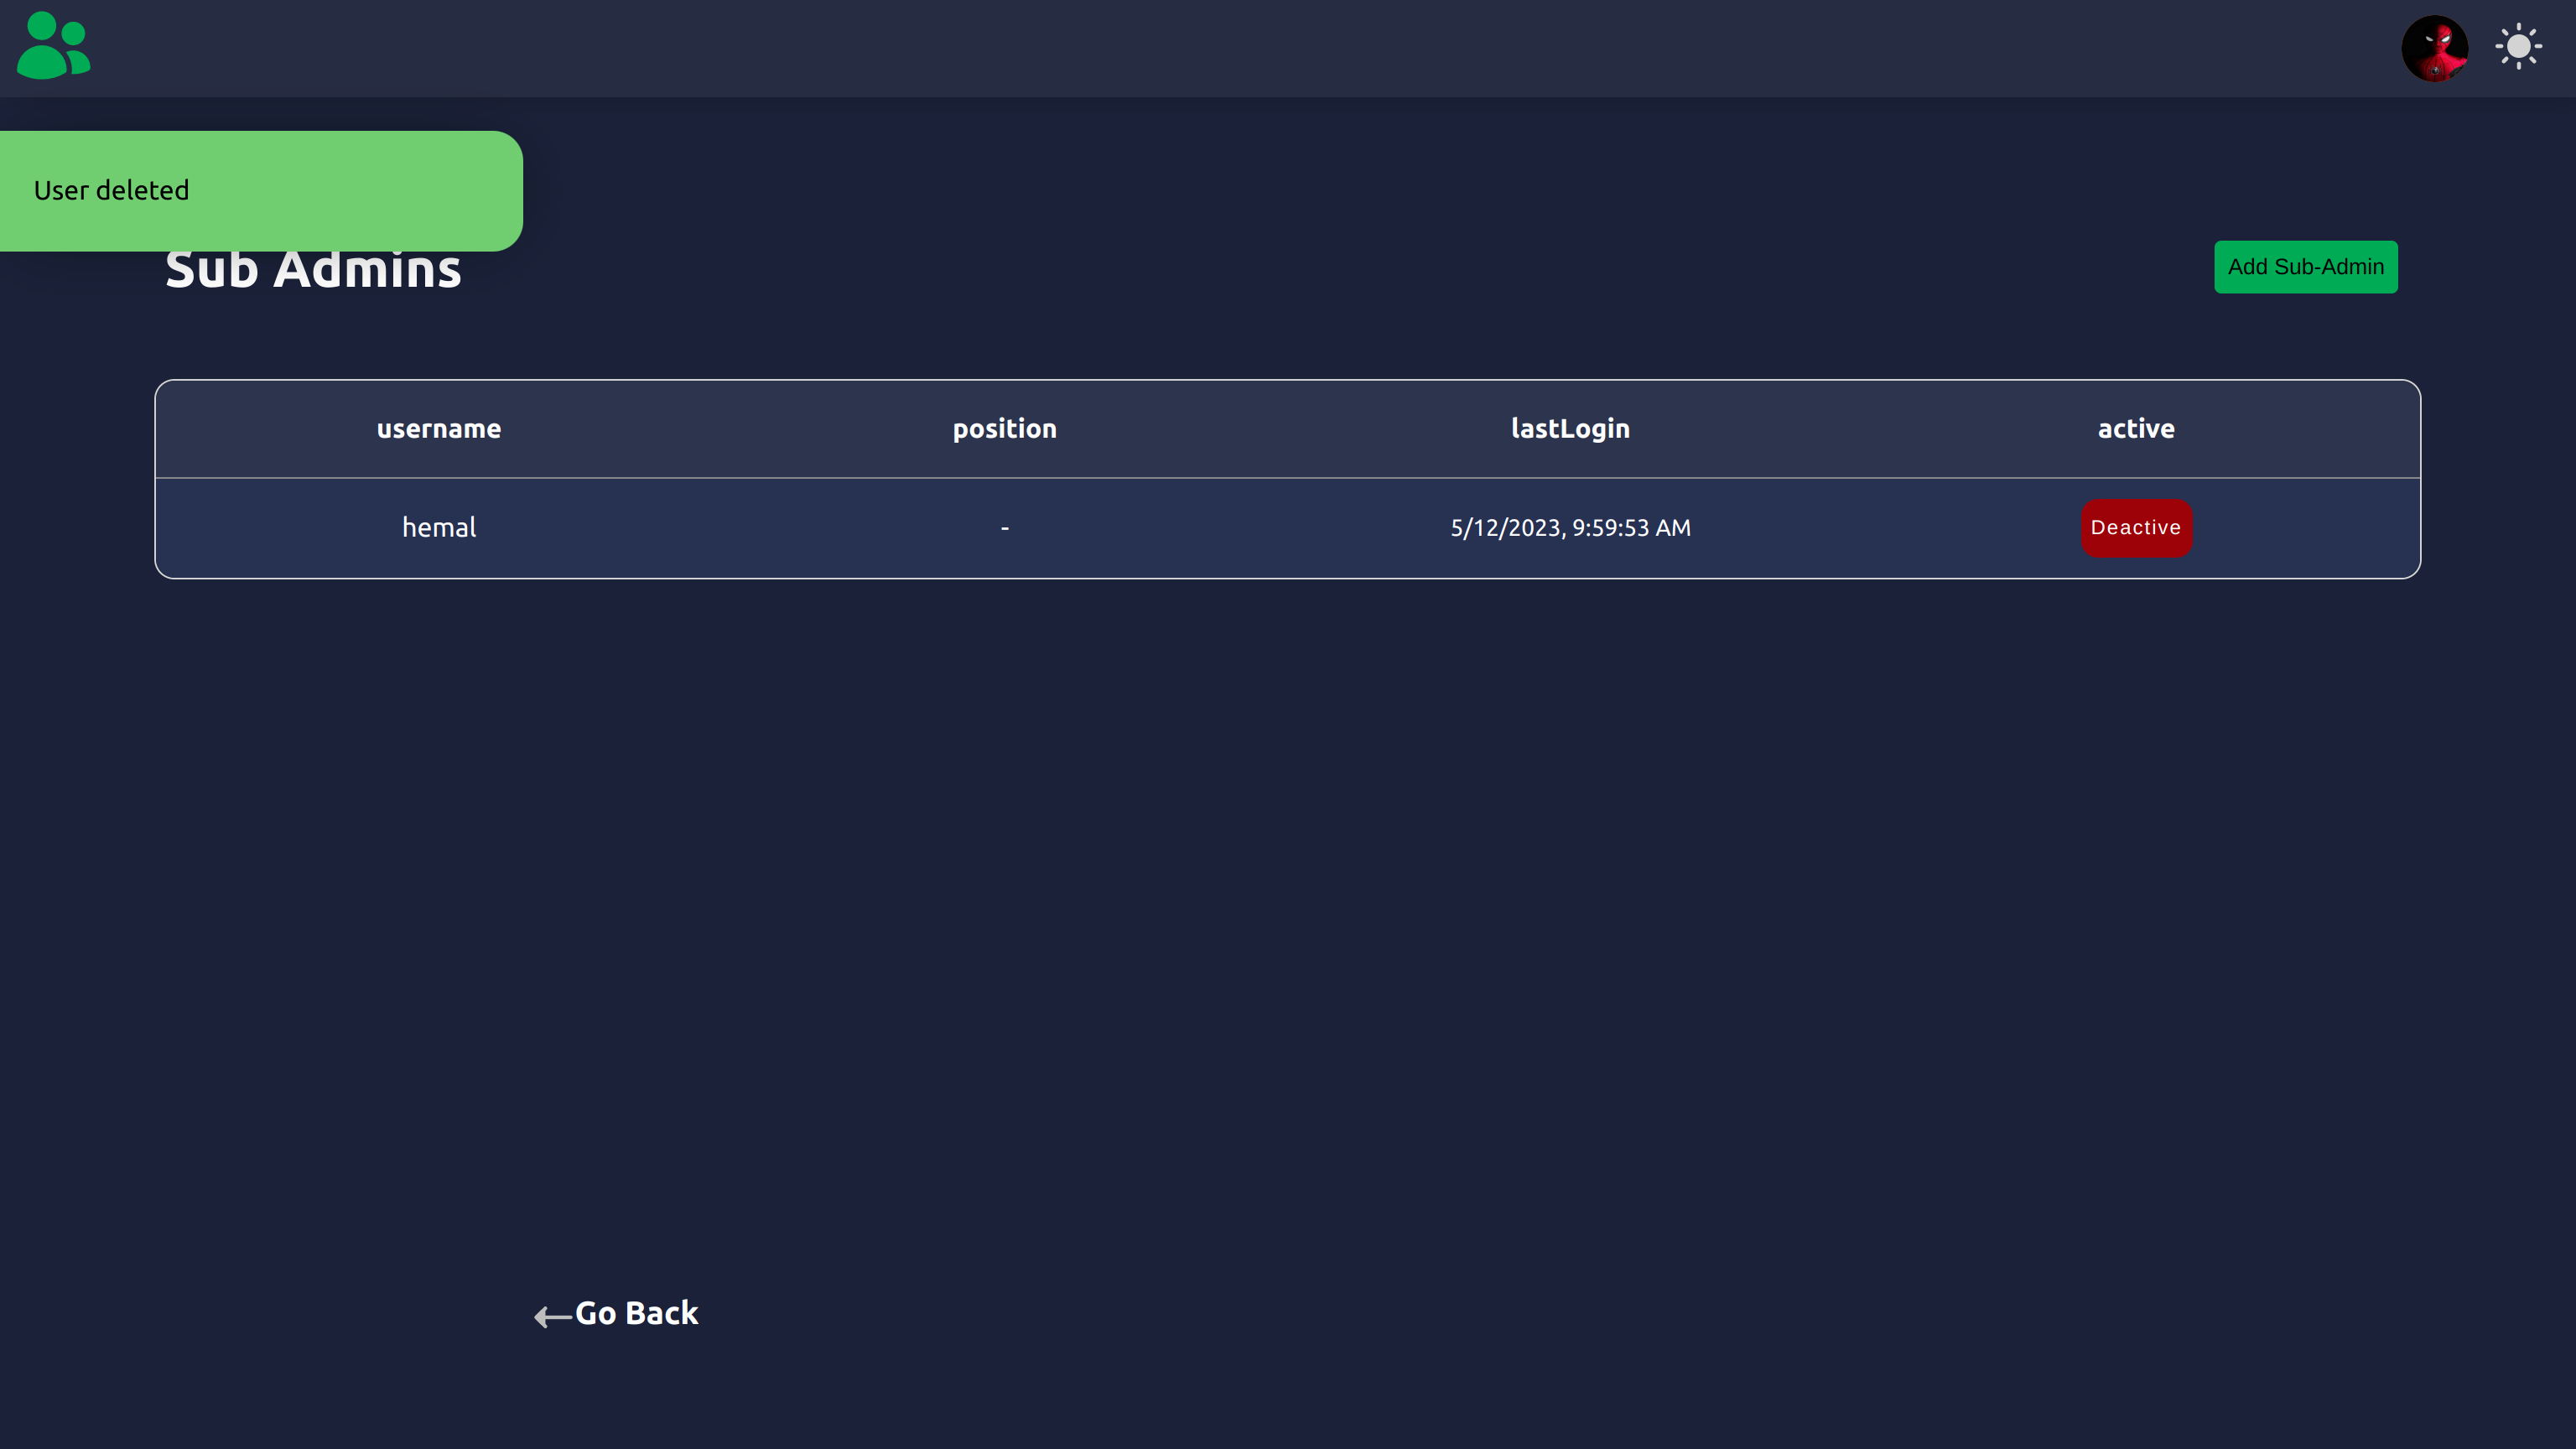 User deleted
Sub Admins
Add Sub-Admin
username position lastLogin active
hemal - 5/12/2023, 9:59:53 AM Deactive
Go Back